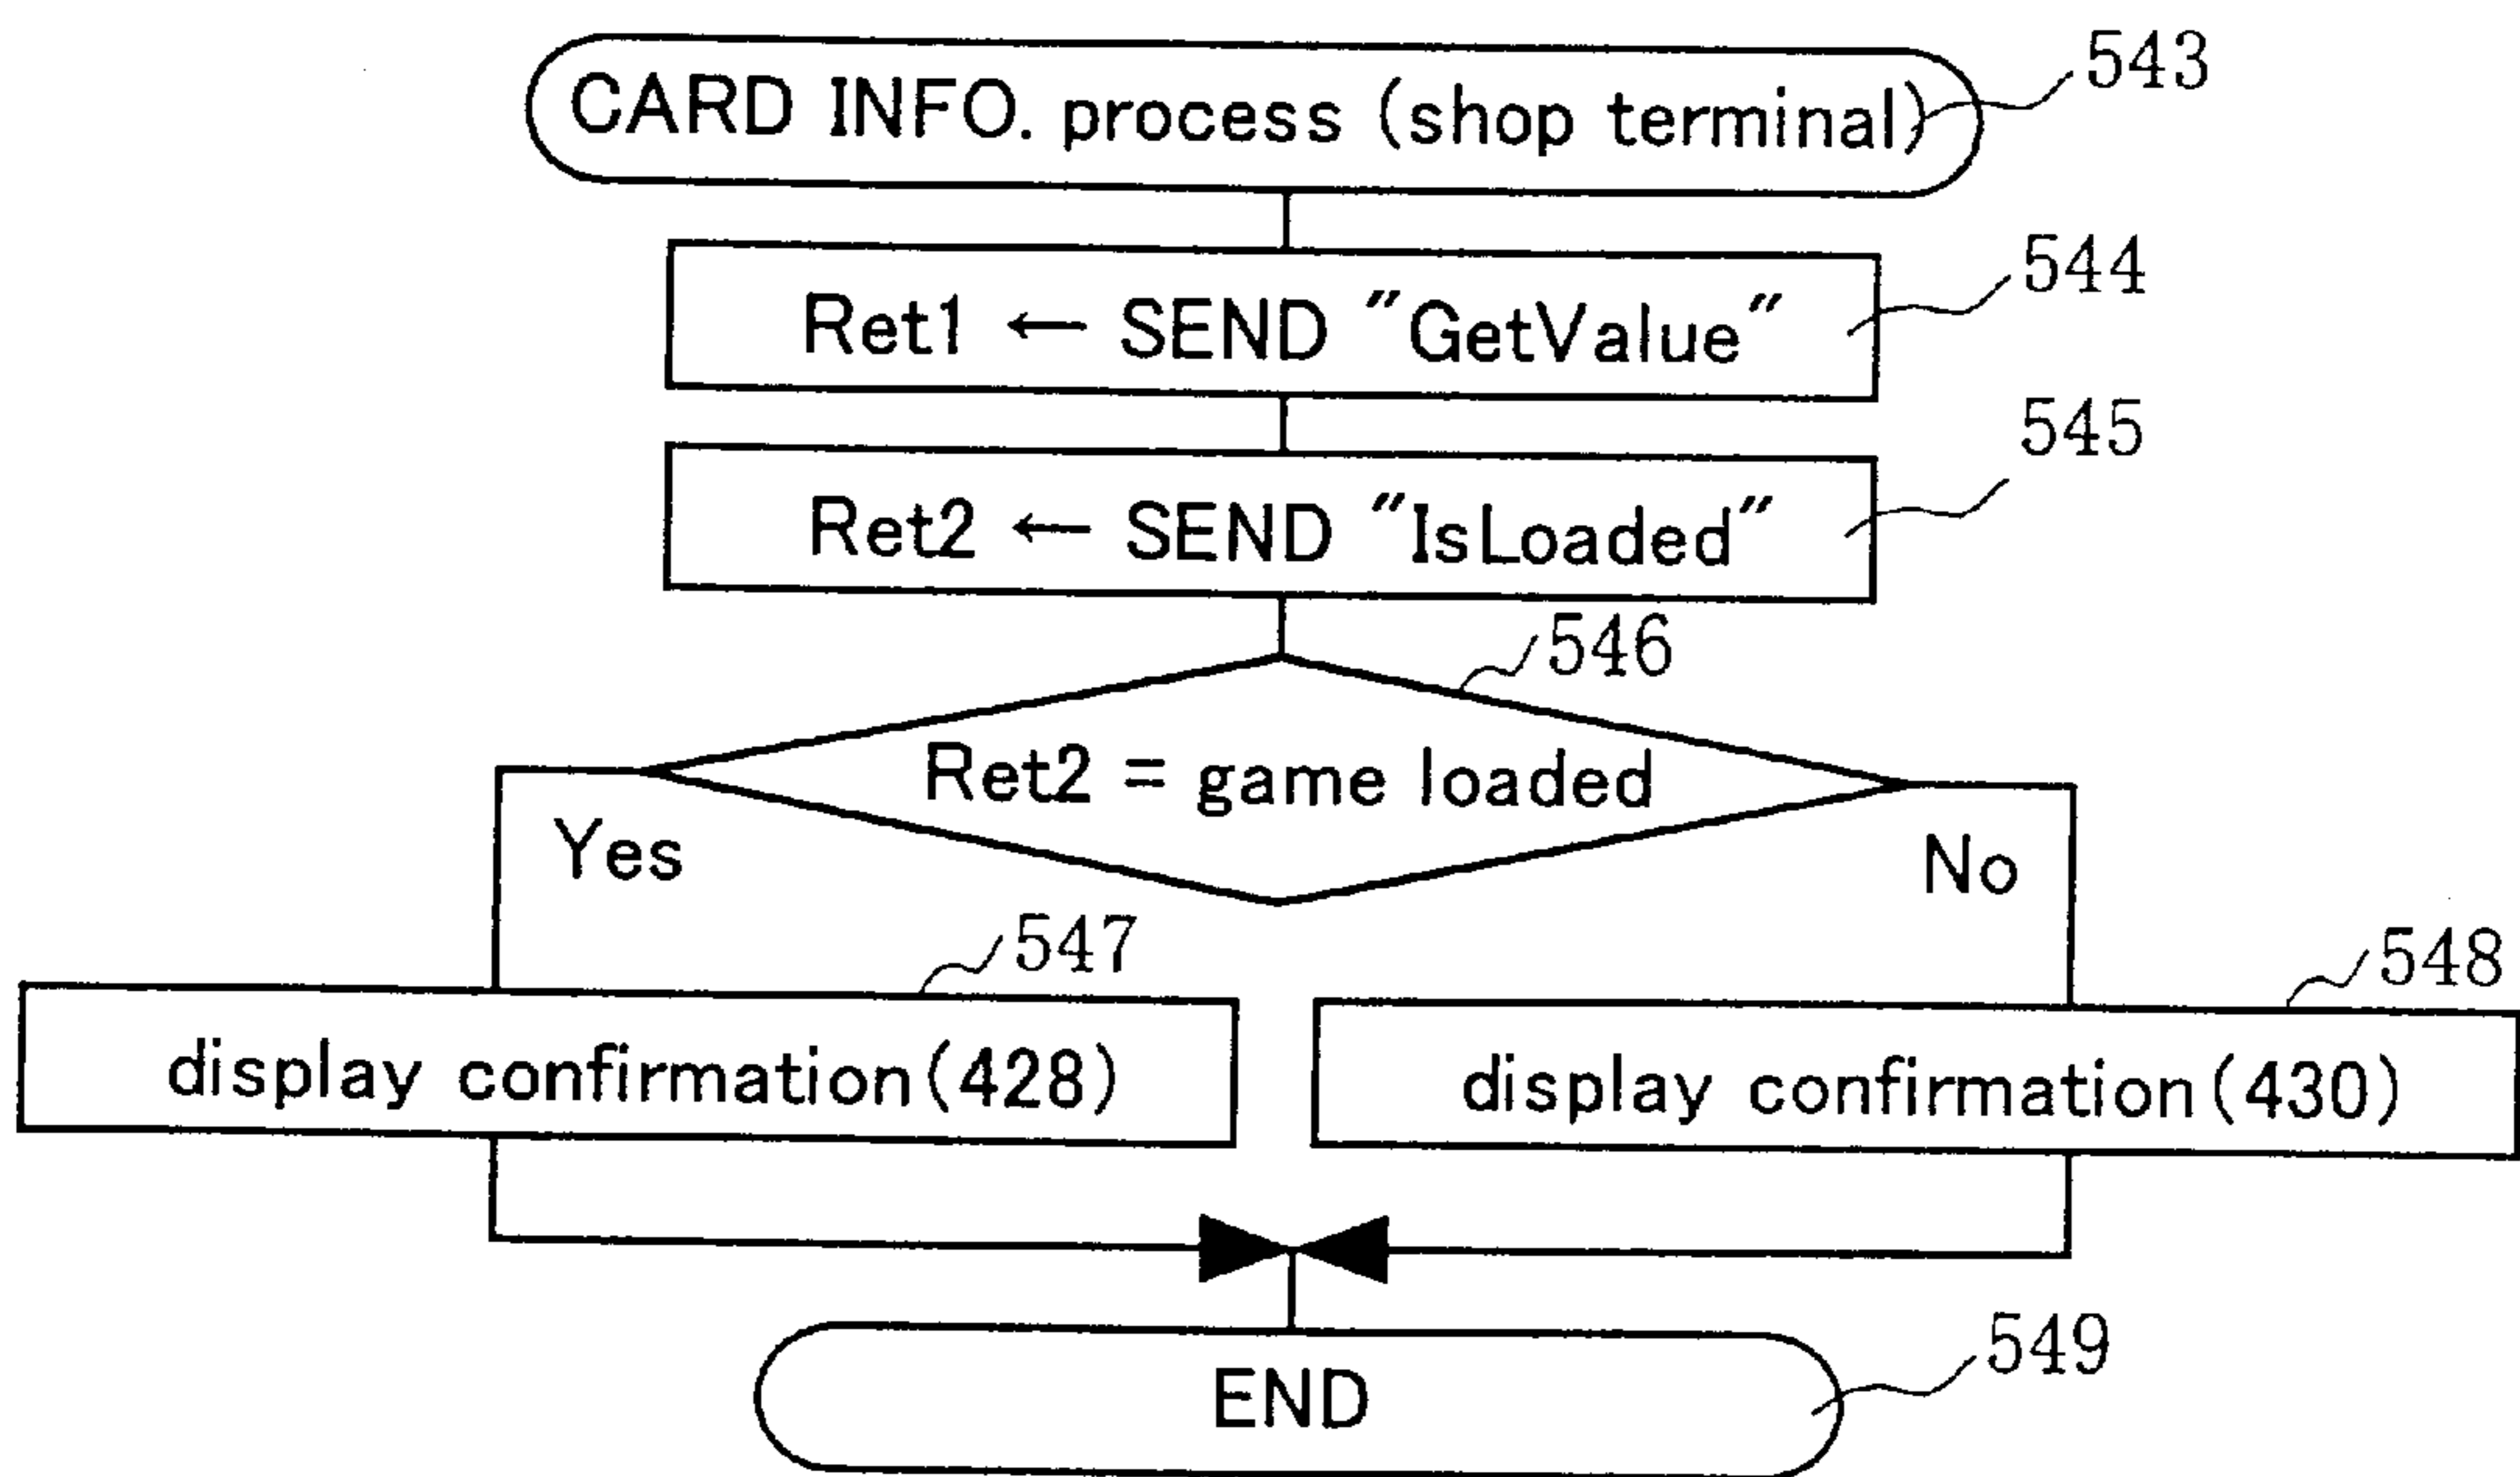 CARD INFO. process (shop terminal)
543
Ret1 ← SEND "GetValue"
544
Ret2 ← SEND "IsLoaded"
545
546
Ret2 = game loaded
Yes
No
547
548
display confirmation(428)
display confirmation(430)
END
549